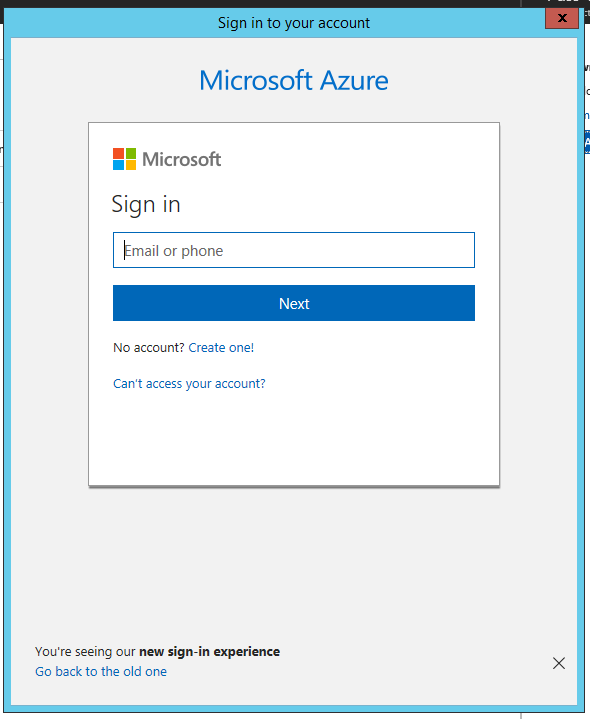 Sign in to your account
x
Microsoft Azure
Microsoft
Sign in
Email or phone
Next
No account? Create one!
Can't access your account?
You're seeing our new sign-in experience
Go back to the old one